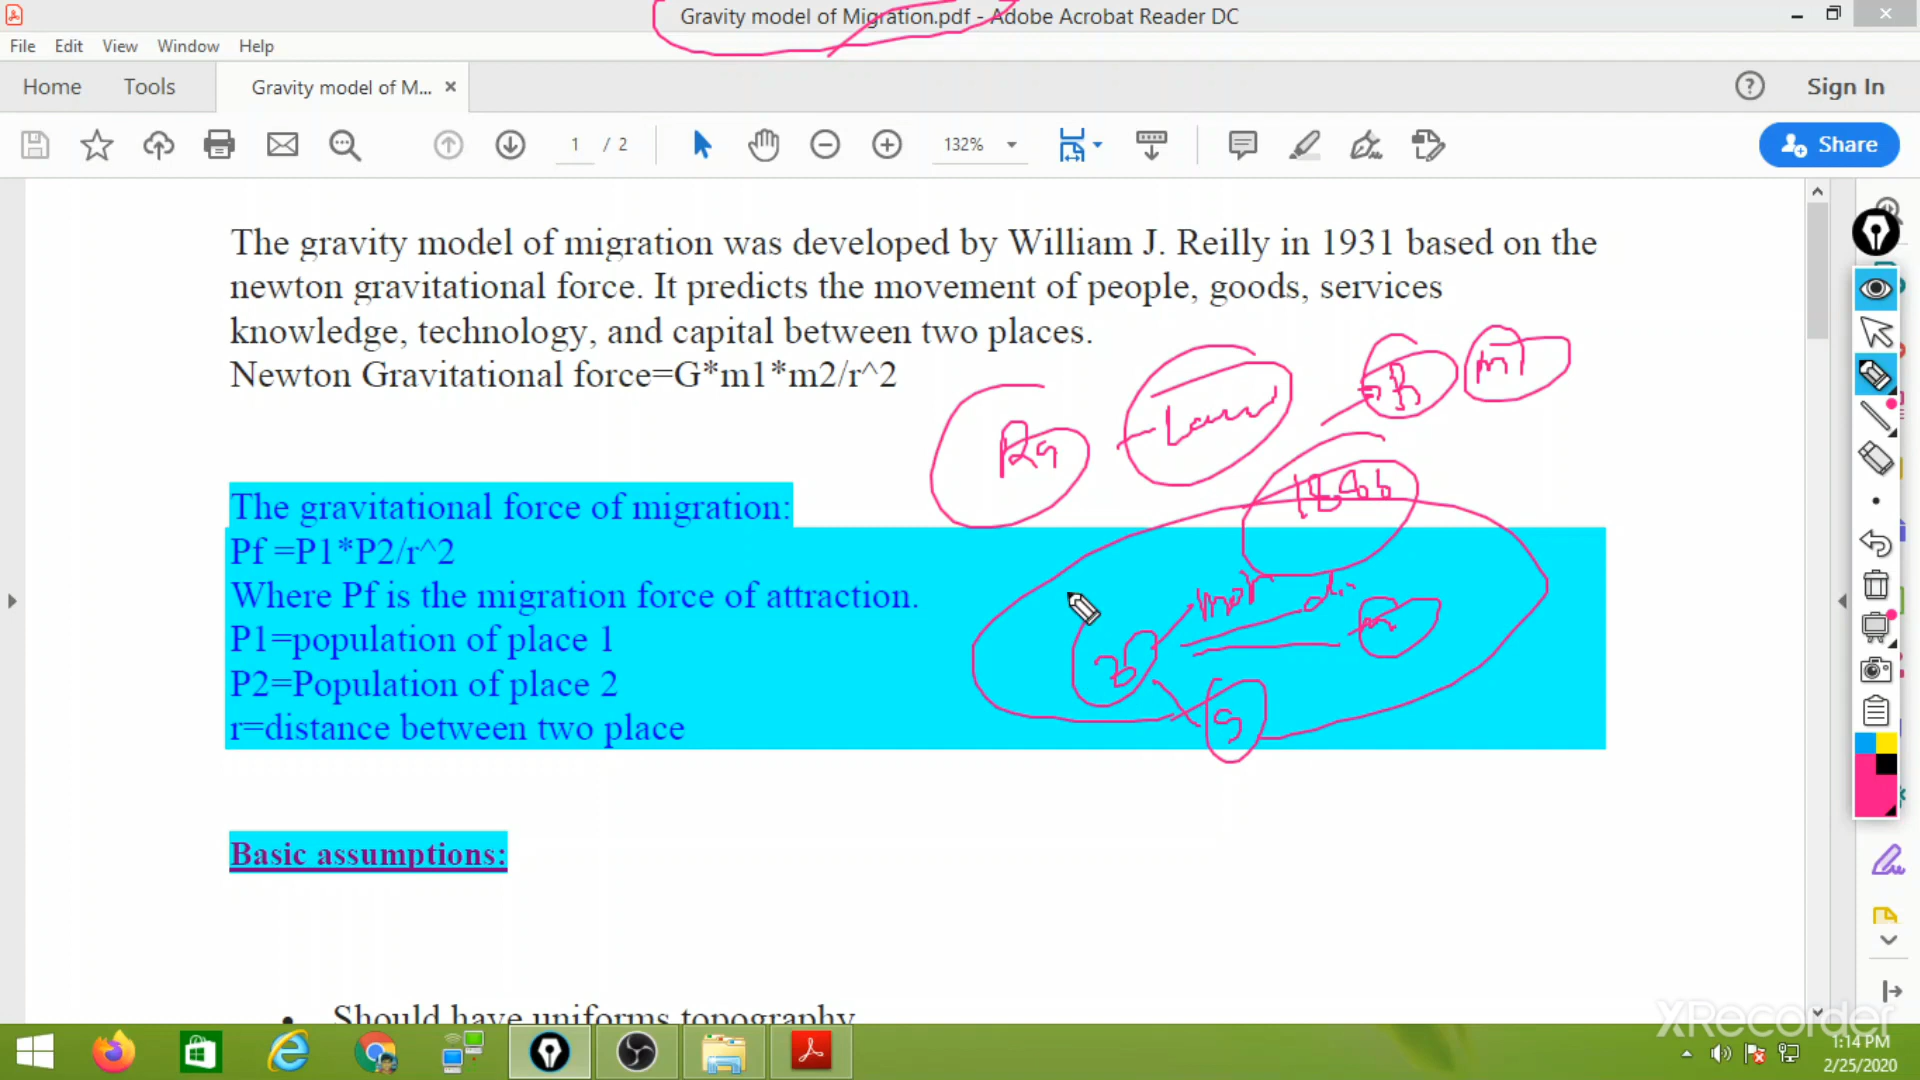 Gravity model of Migration.pdf - Adobe Acrobat Reader DC
File Edit View Window Help
Home Tools Gravity model of M... × Sign In
1 / 2 132% Share
The gravity model of migration was developed by William J. Reilly in 1931 based on the
newton gravitational force. It predicts the movement of people, goods, services
knowledge, technology, and capital between two places.
Newton Gravitational force=G*m1*m2/r^2
The gravitational force of migration:
Pf =P1*P2/r^2
Where Pf is the migration force of attraction.
P1=population of place 1
P2=Population of place 2
r=distance between two place
Basic assumptions:
• Should have uniforms topography
XRecorder
1:14 PM
2/25/2020